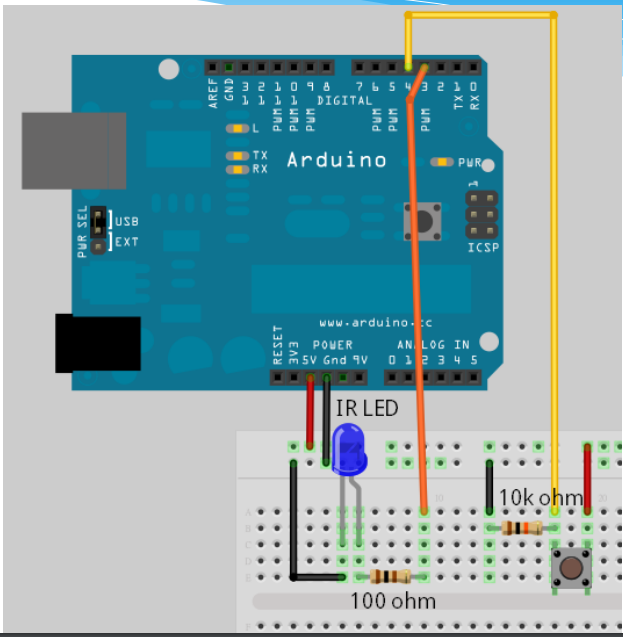 AREF
GND
13
12
11
10
9
8
7
6
5
4
3
2
1
0
PWM
PWM
PWM
PWM
PWM
PWM
TX
RX
DIGITAL
L
TX
RX
Arduino
PWR
1
ICSP
PWR SEL
USB
EXT
www.arduino.cc
RESET
3V3
POWER
5V Gnd 9V
ANALOG IN
0 1 2 3 4 5
IR LED
10
20
10k ohm
100 ohm
A
B
C
D
E